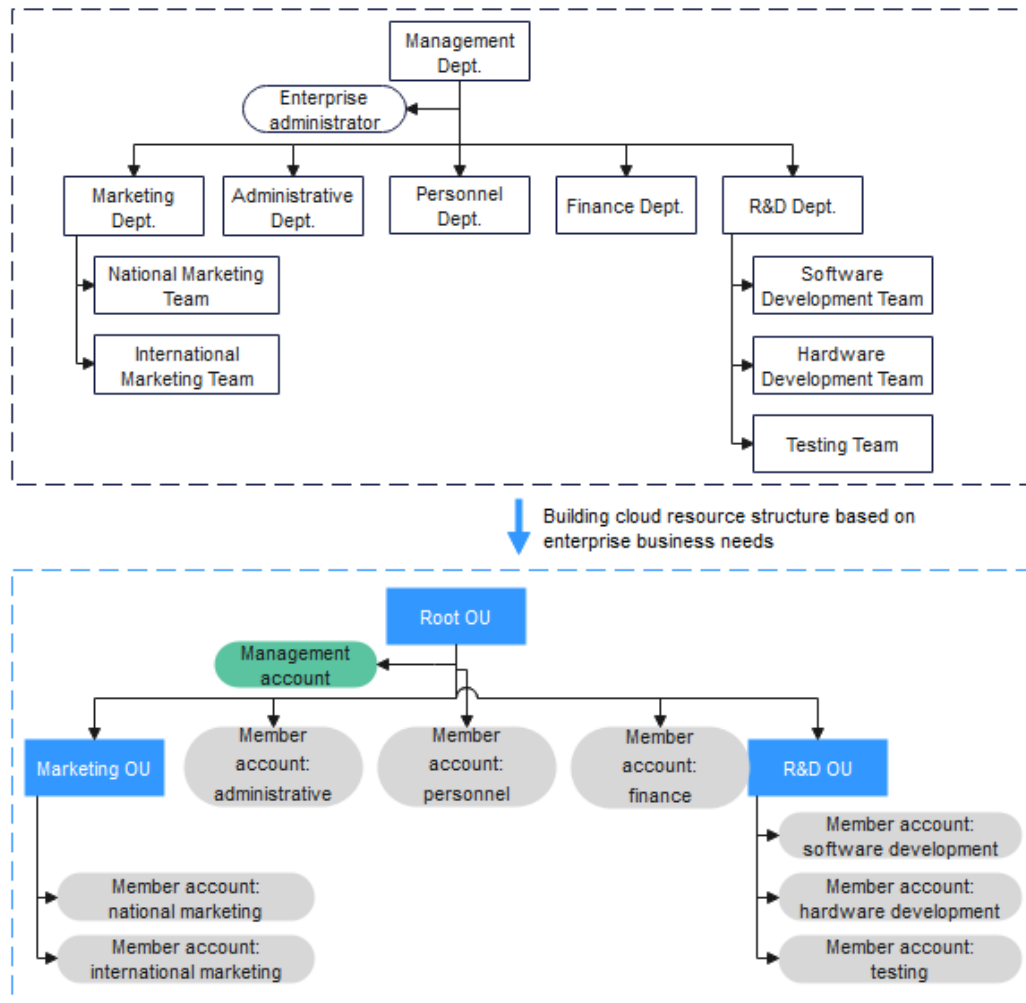 Management
Dept.
Enterprise
administrator
Marketing
Dept.
Administrative
Dept.
Personnel
Dept.
Finance Dept.
R&D Dept.
National Marketing
Team
International
Marketing Team
Software
Development Team
Hardware
Development Team
Testing Team
Building cloud resource structure based on
enterprise business needs
Root OU
Management
account
Marketing OU
Member
account:
administrative
Member
account:
personnel
Member
account:
finance
R&D OU
Member account:
national marketing
Member account:
international marketing
Member account:
software development
Member account:
hardware development
Member account:
testing